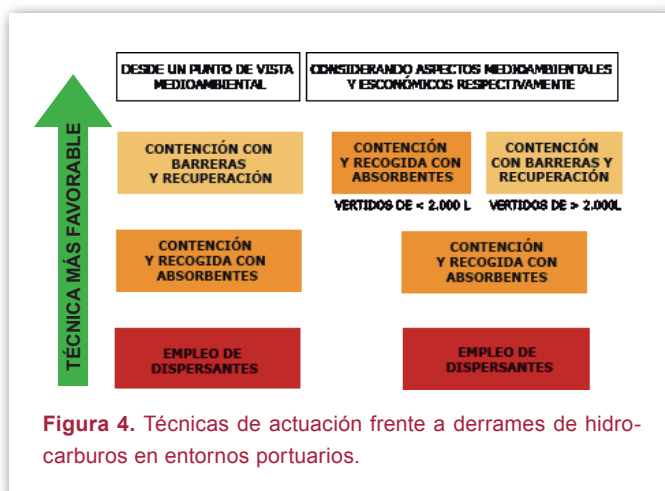 DESDE UN PUNTO DE VISTA
MEDIOAMBIENTAL
CONSIDERANDO ASPECTOS MEDIOAMBIENTALES
Y ESCONÓMICOS RESPECTIVAMENTE
TÉCNICA MÁS FAVORABLE
CONTENCIÓN CON
BARRERAS
Y RECUPERACIÓN
CONTENCIÓN
Y RECOGIDA CON
ABSORBENTES
CONTENCIÓN
CON BARRERAS Y
RECUPERACIÓN
VERTIDOS DE < 2.000 L
VERTIDOS DE > 2.000L
CONTENCIÓN
Y RECOGIDA CON
ABSORBENTES
CONTENCIÓN
Y RECOGIDA CON
ABSORBENTES
EMPLEO DE
DISPERSANTES
EMPLEO DE
DISPERSANTES
Figura 4. Técnicas de actuación frente a derrames de hidro-
carburos en entornos portuarios.